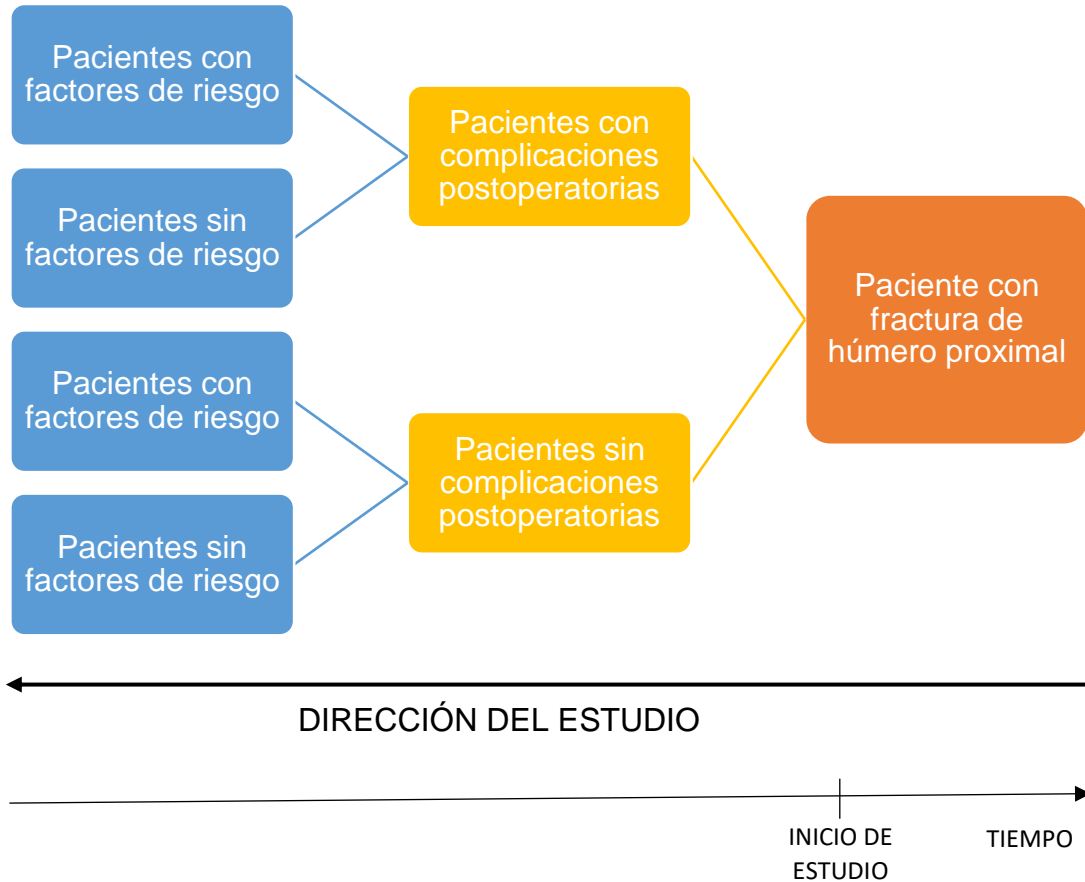 Pacientes con
factores de riesgo
Pacientes sin
factores de riesgo
Pacientes con
factores de riesgo
Pacientes sin
factores de riesgo
Pacientes con
complicaciones
postoperatorias
Pacientes sin
complicaciones
postoperatorias
Paciente con
fractura de
húmero proximal
DIRECCIÓN DEL ESTUDIO
INICIO DE
ESTUDIO
TIEMPO